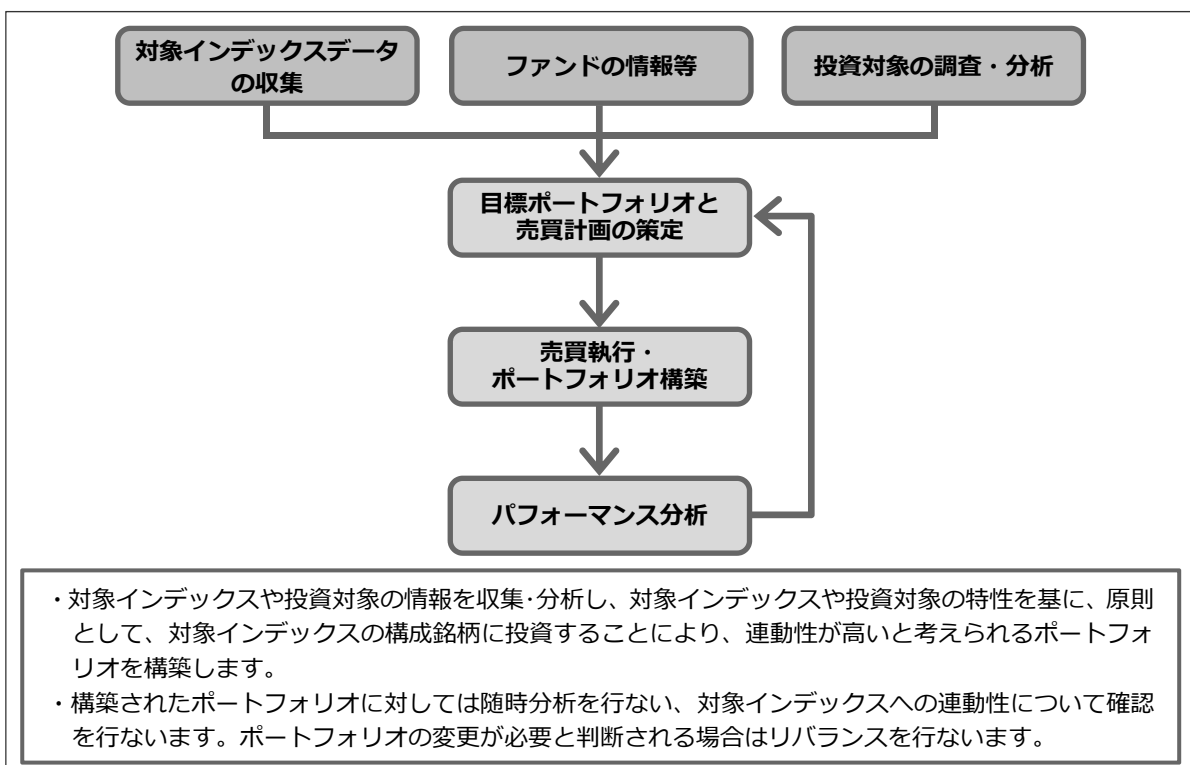 対象インデックスデータ
の収集
ファンドの情報等
投資対象の調査・分析
目標ポートフォリオと
売買計画の策定
売買執行・
ポートフォリオ構築
パフォーマンス分析
・対象インデックスや投資対象の情報を収集・分析し、対象インデックスや投資対象の特性を基に、原則
として、対象インデックスの構成銘柄に投資することにより、連動性が高いと考えられるポートフォ
リオを構築します。
・構築されたポートフォリオに対しては随時分析を行ない、対象インデックスへの連動性について確認
を行ないます。ポートフォリオの変更が必要と判断される場合はリバランスを行ないます。